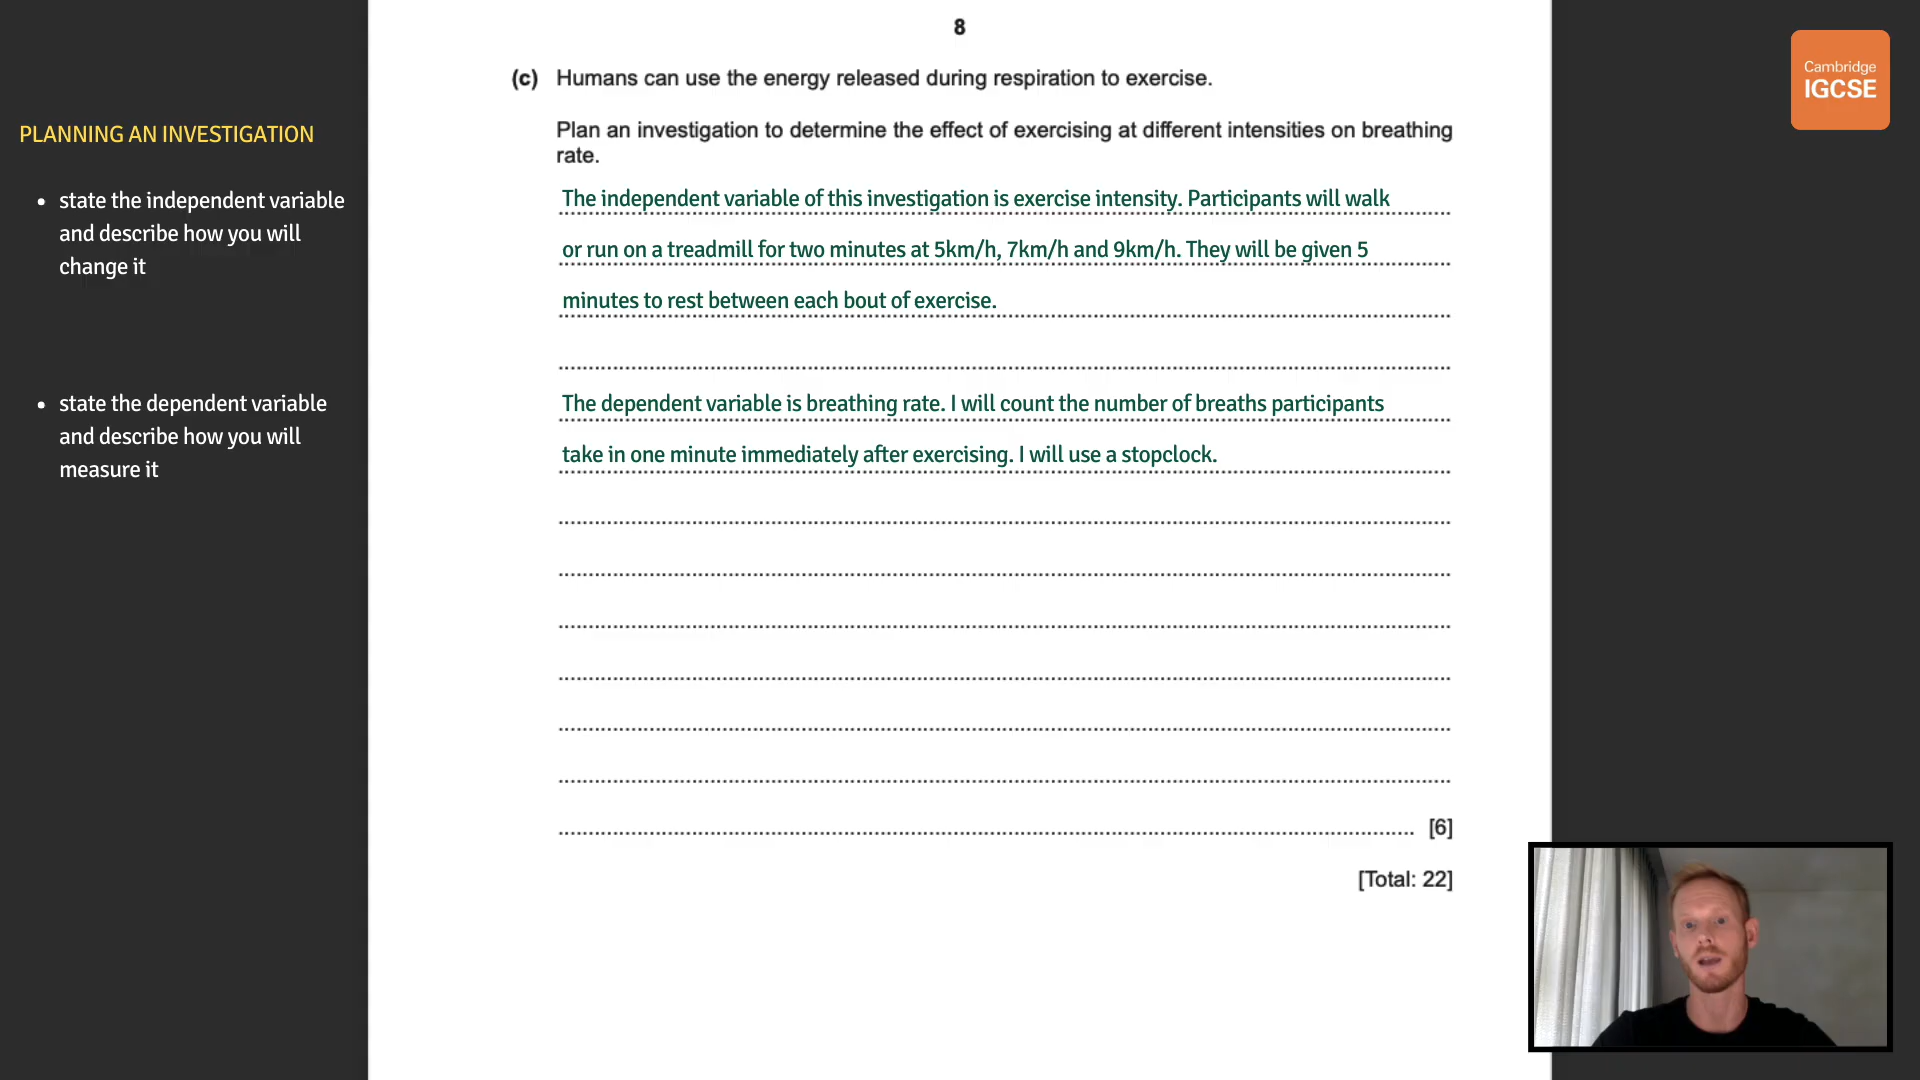 8
Cambridge
IGCSE
(c) Humans can use the energy released during respiration to exercise.
PLANNING AN INVESTIGATION
Plan an investigation to determine the effect of exercising at different intensities on breathing
rate.
• state the independent variable
and describe how you will
change it
The independent variable of this investigation is exercise intensity. Participants will walk
or run on a treadmill for two minutes at 5km/h, 7km/h and 9km/h. They will be given 5
minutes to rest between each bout of exercise.
• state the dependent variable
and describe how you will
measure it
The dependent variable is breathing rate. I will count the number of breaths participants
take in one minute immediately after exercising. I will use a stopclock.
[6]
[Total: 22]